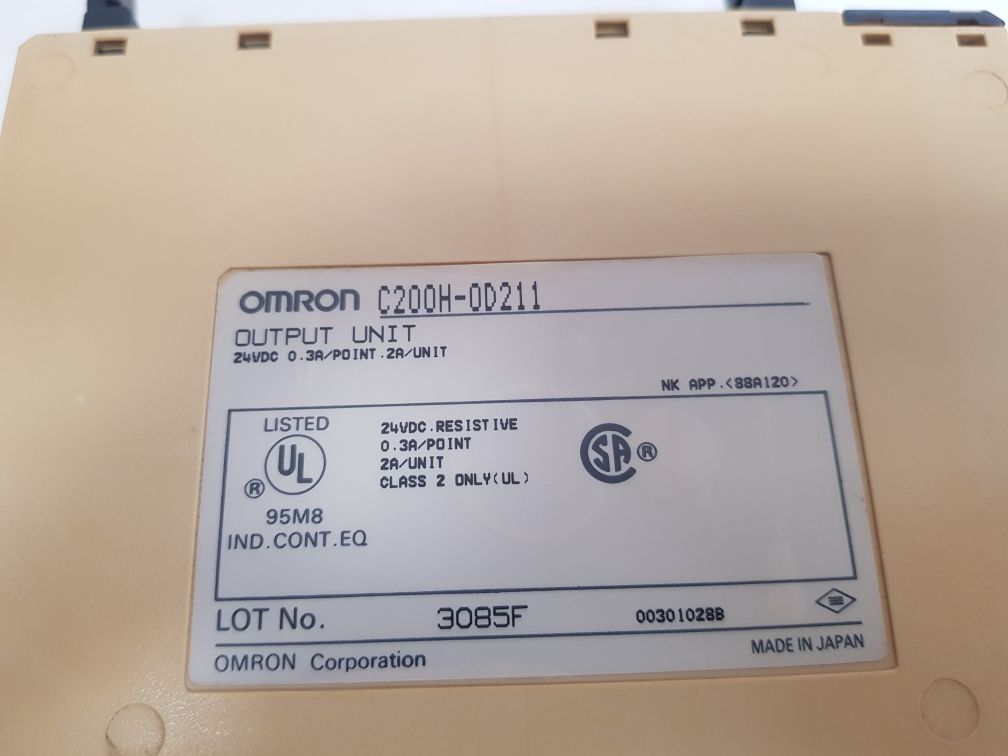 OMRON C200H-OD211
OUTPUT UNIT
24VDC 0.3A/POINT.2A/UNIT
NK APP.<88A120>
LISTED
UL
®
95M8
IND.CONT.EQ
24VDC.RESISTIVE
0.3A/POINT
2A/UNIT
CLASS 2 ONLY(UL)
SA ®
LOT No. 3085F 00301028B
OMRON Corporation MADE IN JAPAN